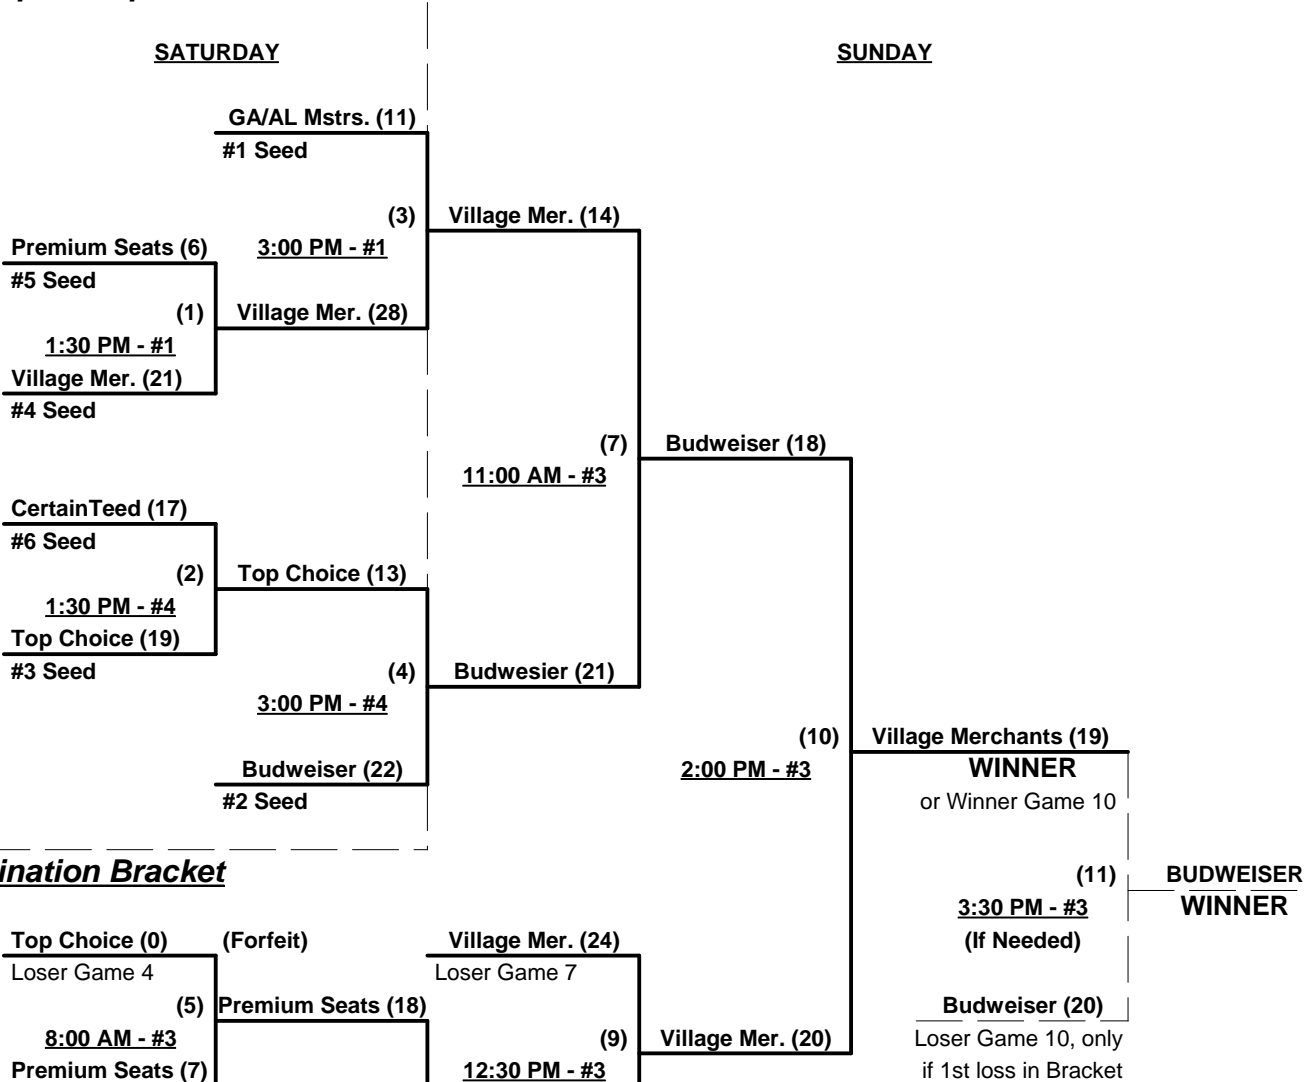 SATURDAY
SUNDAY
GA/AL Mstrs. (11)
#1 Seed
(3)
Village Mer. (14)
Premium Seats (6)
3:00 PM - #1
#5 Seed
(1)
Village Mer. (28)
1:30 PM - #1
Village Mer. (21)
#4 Seed
(7)
Budweiser (18)
11:00 AM - #3
CertainTeed (17)
#6 Seed
(2)
Top Choice (13)
1:30 PM - #4
Top Choice (19)
#3 Seed
(4)
Budwesier (21)
3:00 PM - #4
(10)
Village Merchants (19)
Budweiser (22)
2:00 PM - #3
WINNER
#2 Seed
or Winner Game 10
ination Bracket
(11)
BUDWEISER
3:30 PM - #3
WINNER
Top Choice (0)
(Forfeit)
Village Mer. (24)
(If Needed)
Loser Game 4
Loser Game 7
(5)
Premium Seats (18)
Budweiser (20)
8:00 AM - #3
(9)
Village Mer. (20)
Loser Game 10, only
Premium Seats (7)
12:30 PM - #3
if 1st loss in Bracket